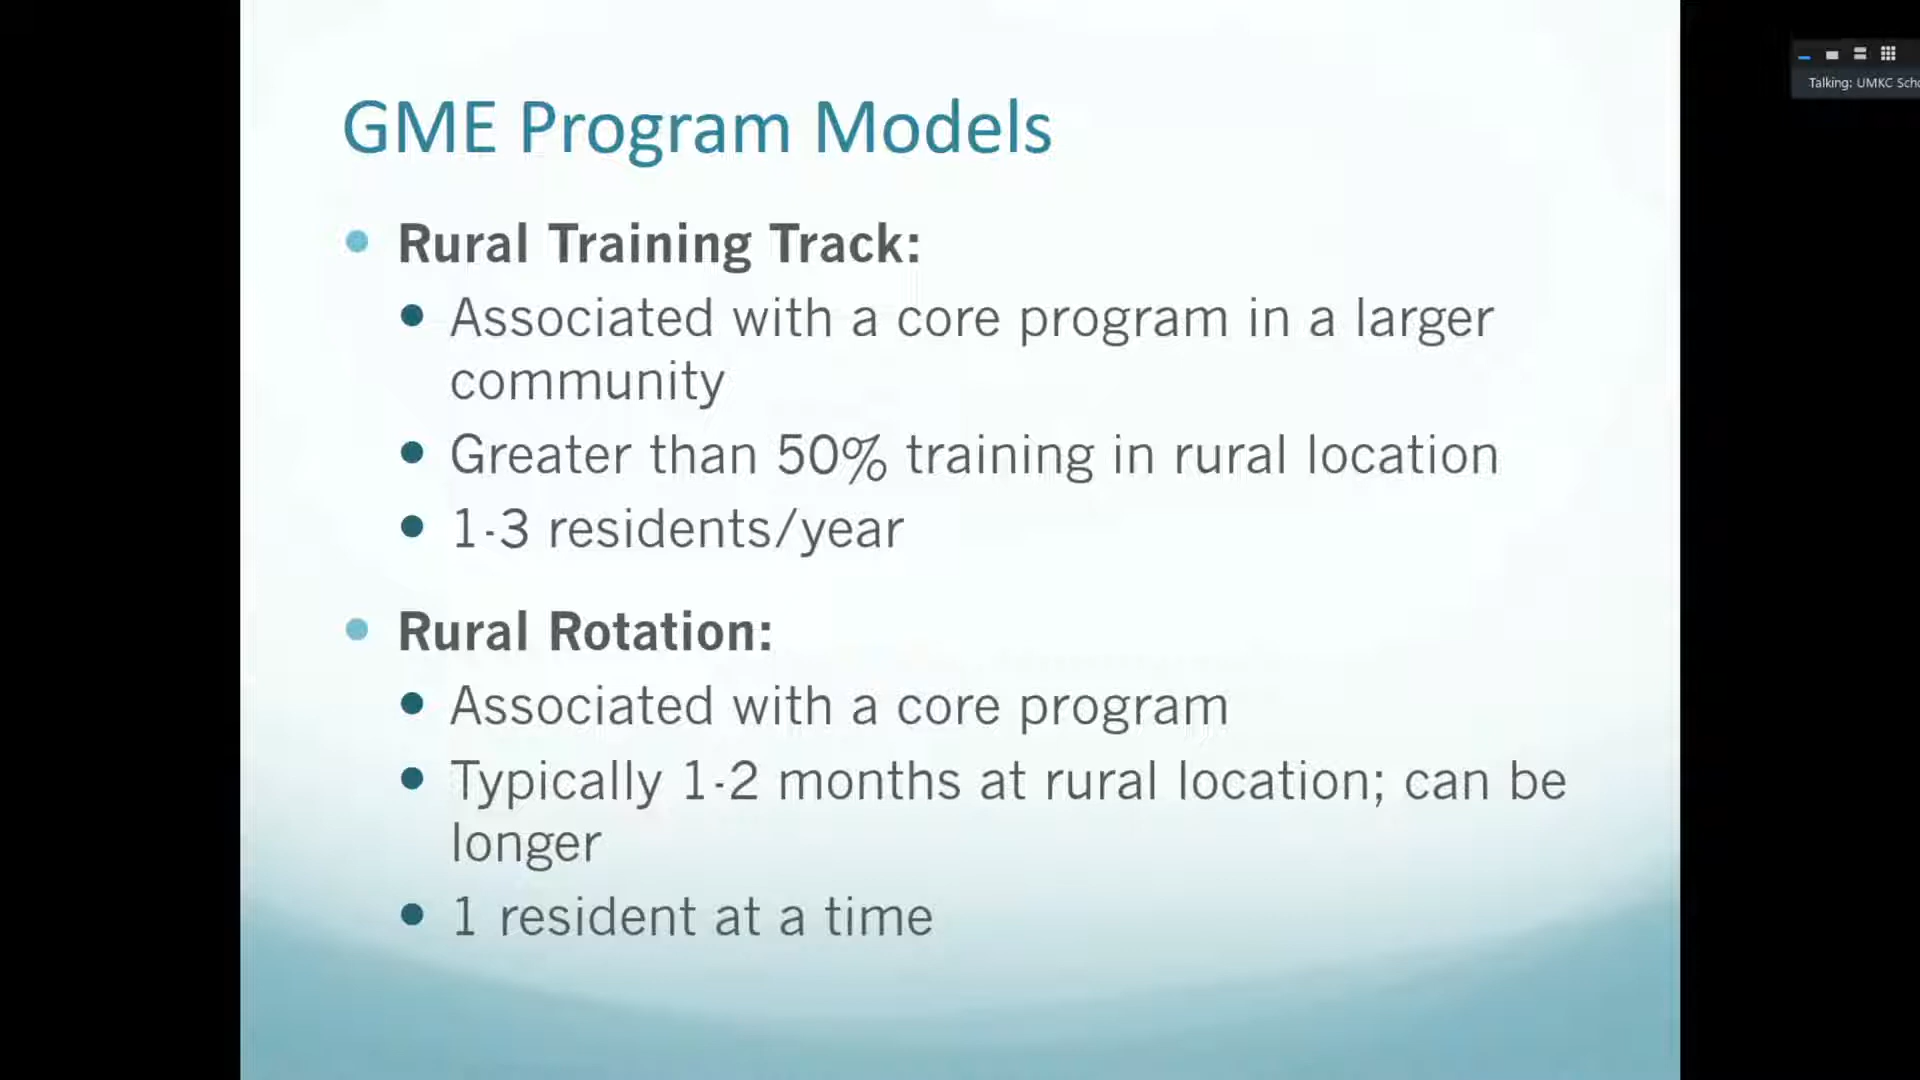 GME Program Models
Rural Training Track:
Associated with a core program in a larger
community
Greater than 50% training in rural location
1-3 residents/year
Rural Rotation:
Associated with a core program
Typically 1-2 months at rural location; can be
longer
1 resident at a time
Talking: UMKC